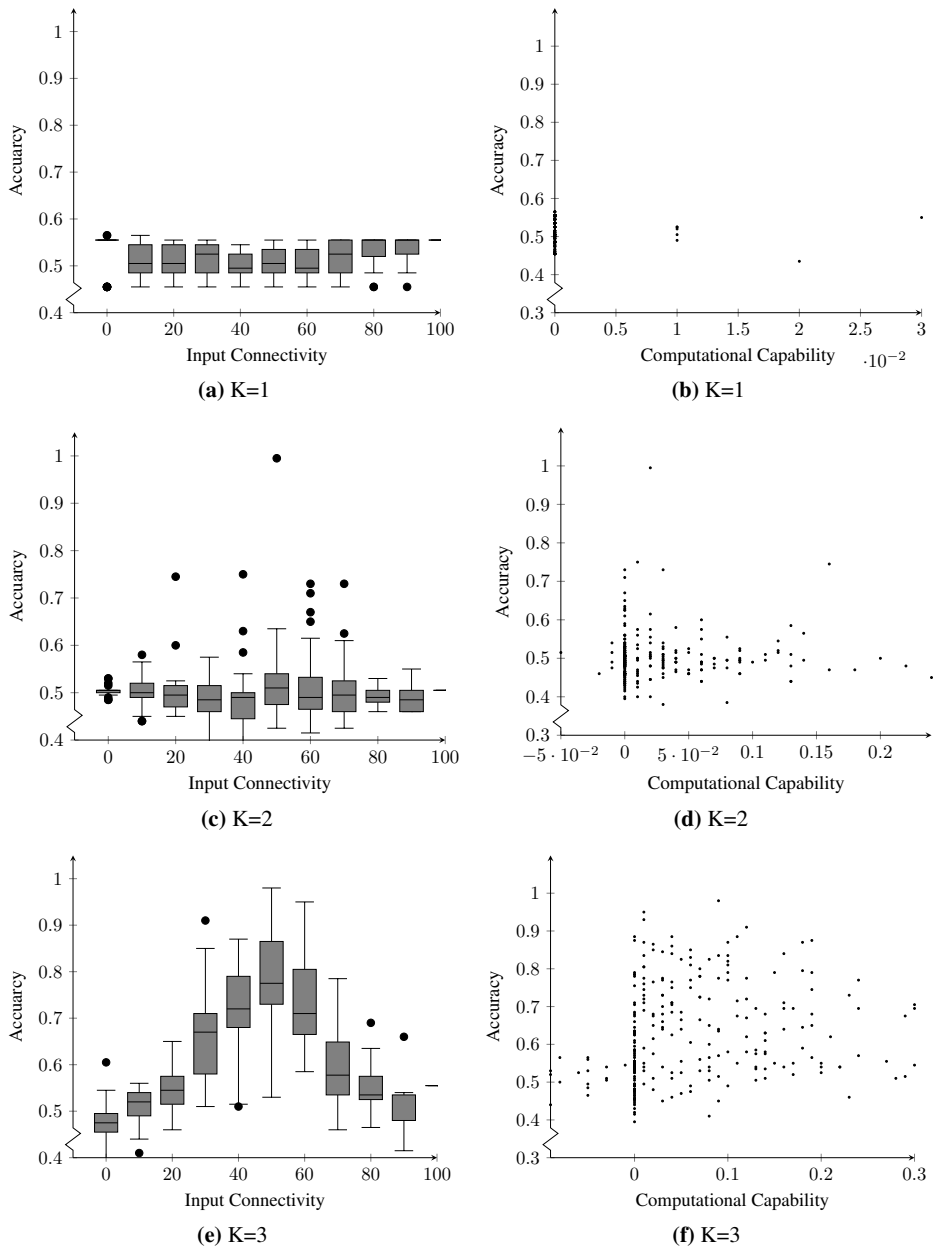 1
0.9
0.8
0.7
0.6
0.5
0.4
Accuarcy
0 20 40 60 80 100
Input Connectivity
(a) K=1
1
0.9
0.8
0.7
0.6
0.5
0.4
0.3
Accuracy
0 0.5 1 1.5 2 2.5 3
Computational Capability ·10−2
(b) K=1
1
0.9
0.8
0.7
0.6
0.5
0.4
Accuarcy
0 20 40 60 80 100
Input Connectivity
(c) K=2
1
0.9
0.8
0.7
0.6
0.5
0.4
0.3
Accuracy
−5 · 10−2 0 5 · 10−2 0.1 0.15 0.2
Computational Capability
(d) K=2
1
0.9
0.8
0.7
0.6
0.5
0.4
Accuarcy
0 20 40 60 80 100
Input Connectivity
(e) K=3
1
0.9
0.8
0.7
0.6
0.5
0.4
0.3
Accuracy
0 0.1 0.2 0.3
Computational Capability
(f) K=3